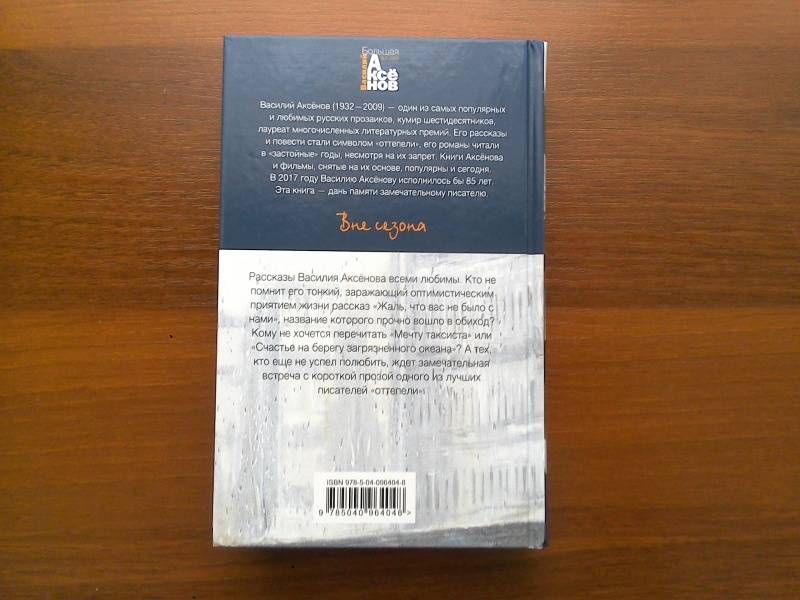 Большая
Василий
Аксёнов
Василий Аксёнов (1932–2009) — один из самых популярных
и любимых русских прозаиков, кумир шестидесятников,
лауреат многочисленных литературных премий. Его рассказы
и повести стали символом "оттепели", его романы читали
в "застойные" годы, несмотря на их запрет. Книги Аксёнова
и фильмы, снятые на их основе, популярны и сегодня.
В 2017 году Василию Аксёнову исполнилось бы 85 лет.
Эта книга — дань памяти замечательному писателю.
Вне сезона
Рассказы Василия Аксёнова всеми любимы. Кто не
помнит его тонкий, заражающий оптимистическим
приятием жизни рассказ «Жаль, что вас не было с
нами», название которого прочно вошло в обиход?
Кому не хочется перечитать «Мечту таксиста» или
«Счастье на берегу загрязненного океана»? А тех,
кто еще не успел полюбить, ждет замечательная
встреча с короткой прозой одного из лучших
писателей «оттепели».
ISBN 978-5-04-096404-8
9 785040 964048 >